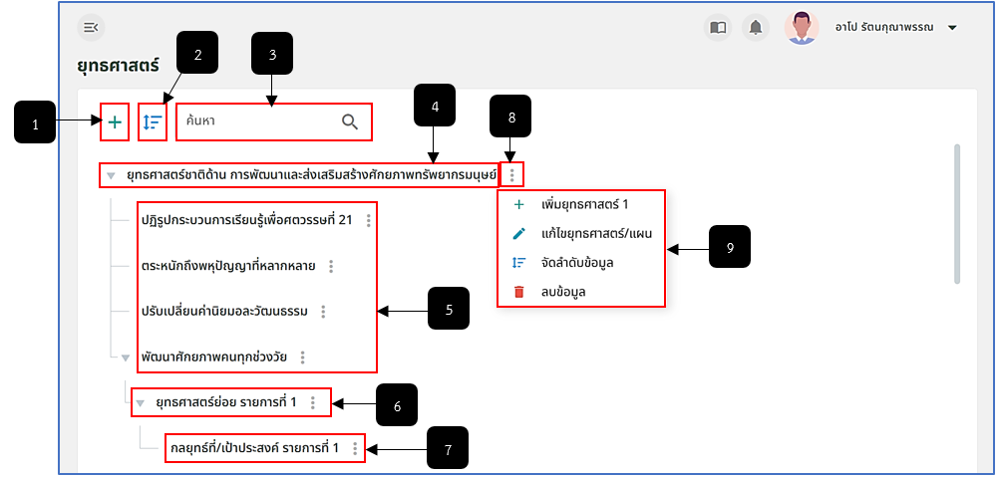 อาโป รัตนกุณาพรรณ
ยุทธศาสตร์
2
3
1
ค้นหา
4
8
ยุทธศาสตร์ชาติด้าน การพัฒนาและส่งเสริมสร้างศักยภาพทรัพยากรมนุษย์
เพิ่มยุทธศาสตร์ 1
แก้ไขยุทธศาสตร์/แผน
จัดลำดับข้อมูล
ลบข้อมูล
9
ปฏิรูปกระบวนการเรียนรู้เพื่อศตวรรษที่ 21
ตระหนักถึงพหุปัญญาที่หลากหลาย
ปรับเปลี่ยนค่านิยมอละวัฒนธรรม
5
พัฒนาศักยภาพคนทุกช่วงวัย
ยุทธศาสตร์ย่อย รายการที่ 1
6
กลยุทธ์ที่/เป้าประสงค์ รายการที่ 1
7